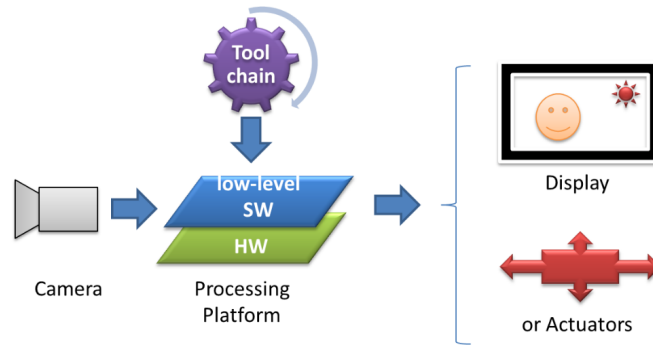 Tool
chain
low-level
SW
HW
Camera
Processing
Platform
Display
or Actuators